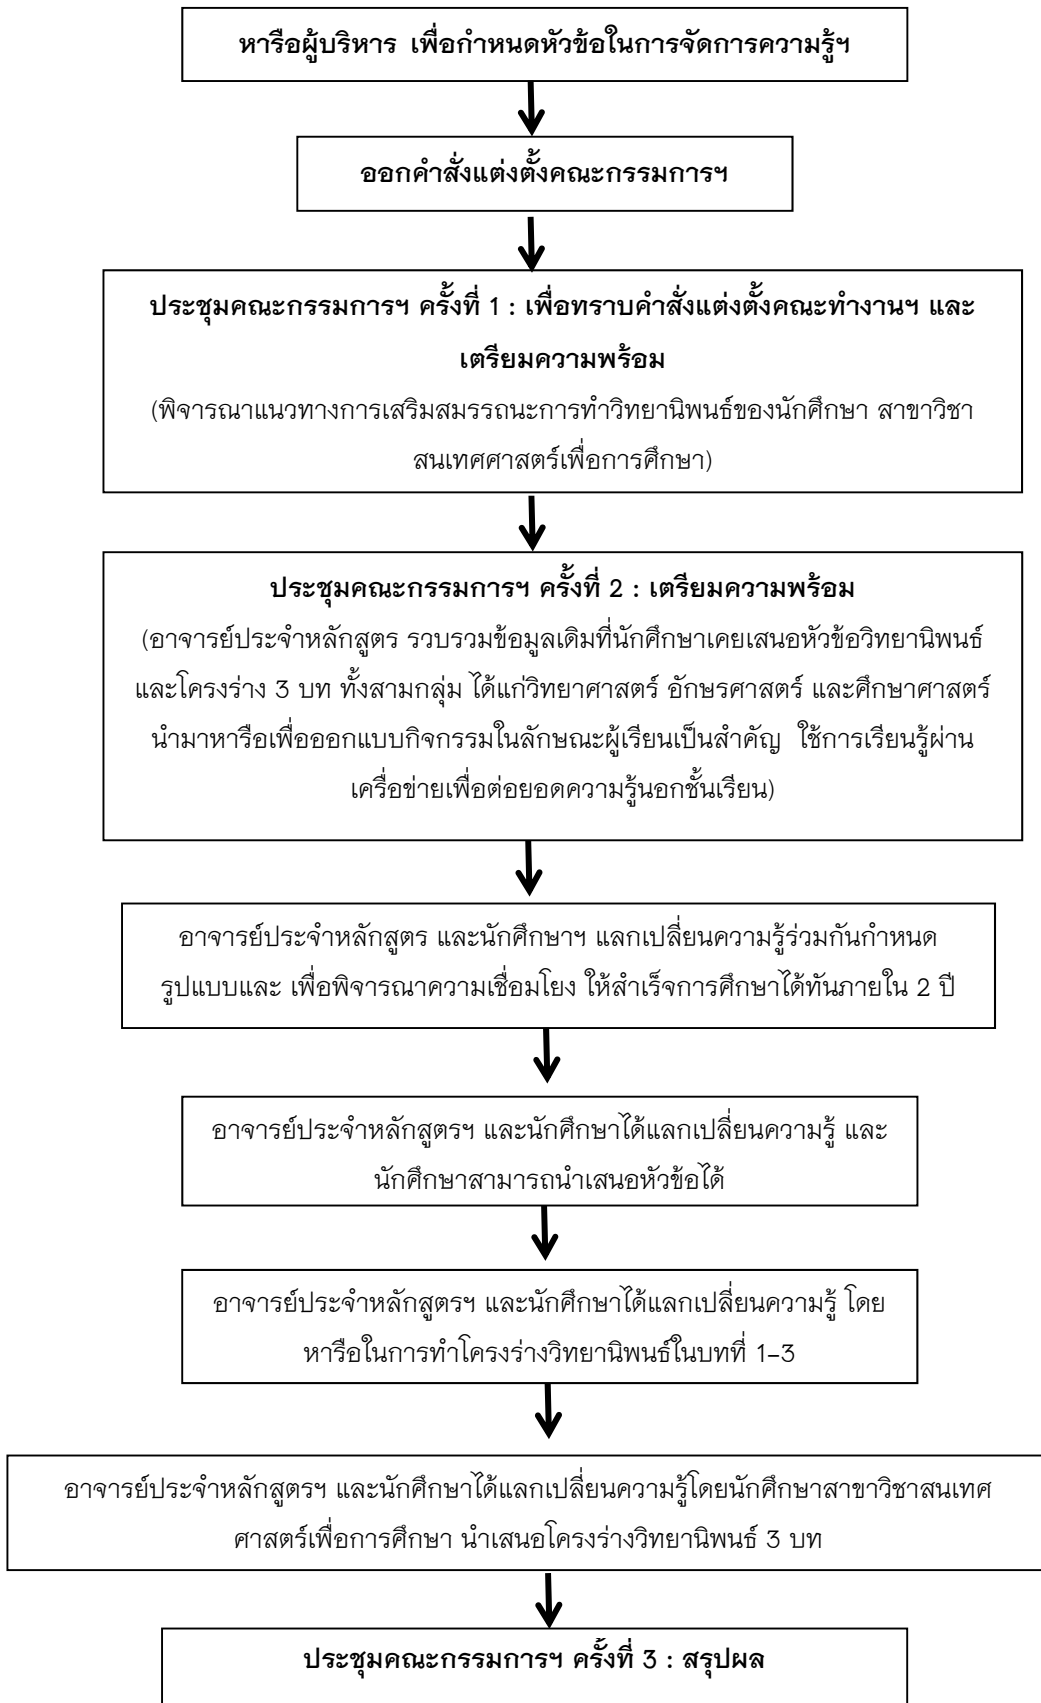 หารือผู้บริหาร เพื่อกำหนดหัวข้อในการจัดการความรู้ฯ
ออกคำสั่งแต่งตั้งคณะกรรมการฯ
ประชุมคณะกรรมการฯ ครั้งที่ 1 : เพื่อทราบคำสั่งแต่งตั้งคณะทำงานฯ และ
เตรียมความพร้อม
(พิจารณาแนวทางการเสริมสมรรถนะการทำวิทยานิพนธ์ของนักศึกษา สาขาวิชา
สนเทศศาสตร์เพื่อการศึกษา)
ประชุมคณะกรรมการฯ ครั้งที่ 2 : เตรียมความพร้อม
(อาจารย์ประจำหลักสูตร รวบรวมข้อมูลเดิมที่นักศึกษาเคยเสนอหัวข้อวิทยานิพนธ์
และโครงร่าง 3 บท ทั้งสามกลุ่ม ได้แก่วิทยาศาสตร์ อักษรศาสตร์ และศึกษาศาสตร์
นำมาหารือเพื่อออกแบบกิจกรรมในลักษณะผู้เรียนเป็นสำคัญ ใช้การเรียนรู้ผ่าน
เครื่อข่ายเพื่อต่อยอดความรู้นอกชั้นเรียน)
อาจารย์ประจำหลักสูตร และนักศึกษาฯ แลกเปลี่ยนความรู้ร่วมกันกำหนด
รูปแบบและ เพื่อพิจารณาความเชื่อมโยง ให้สำเร็จการศึกษาได้ทันภายใน 2 ปี
อาจารย์ประจำหลักสูตรฯ และนักศึกษาได้แลกเปลี่ยนความรู้ และ
นักศึกษาสามารถนำเสนอหัวข้อได้
อาจารย์ประจำหลักสูตรฯ และนักศึกษาได้แลกเปลี่ยนความรู้ โดย
หารือในการทำโครงร่างวิทยานิพนธ์ในบทที่ 1-3
อาจารย์ประจำหลักสูตรฯ และนักศึกษาได้แลกเปลี่ยนความรู้โดยนักศึกษาสาขาวิชาสนเทศ
ศาสตร์เพื่อการศึกษา นำเสนอโครงร่างวิทยานิพนธ์ 3 บท
ประชุมคณะกรรมการฯ ครั้งที่ 3 : สรุปผล